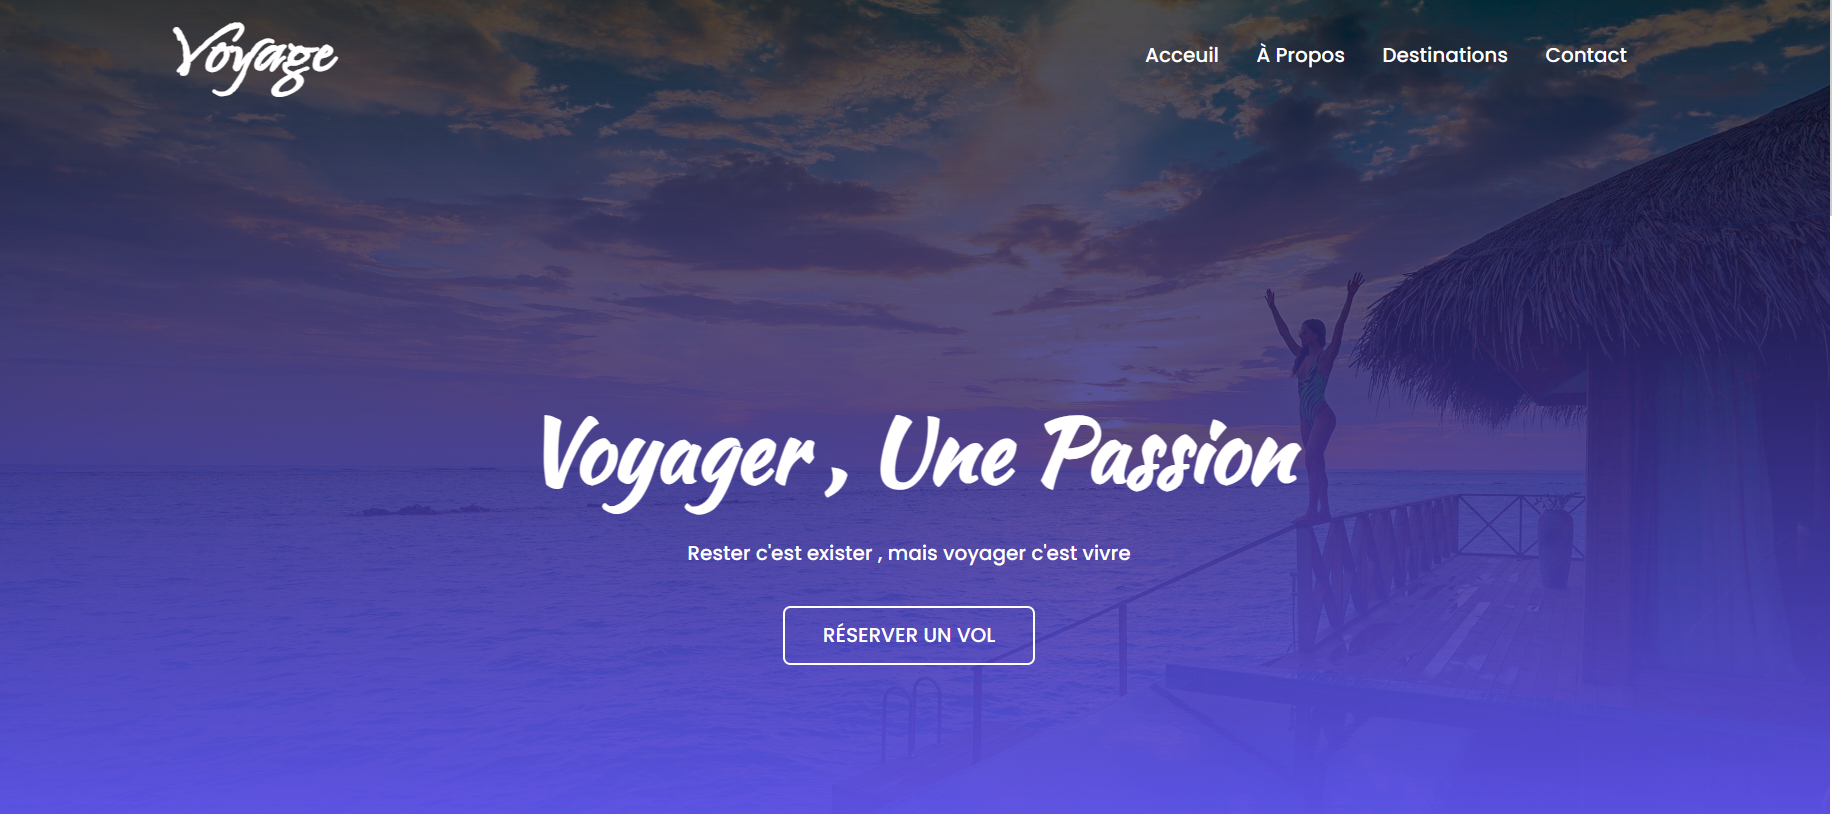 Voyage
Acceuil À Propos Destinations Contact
Voyager , Une Passion
Rester c'est exister , mais voyager c'est vivre
RÉSERVER UN VOL